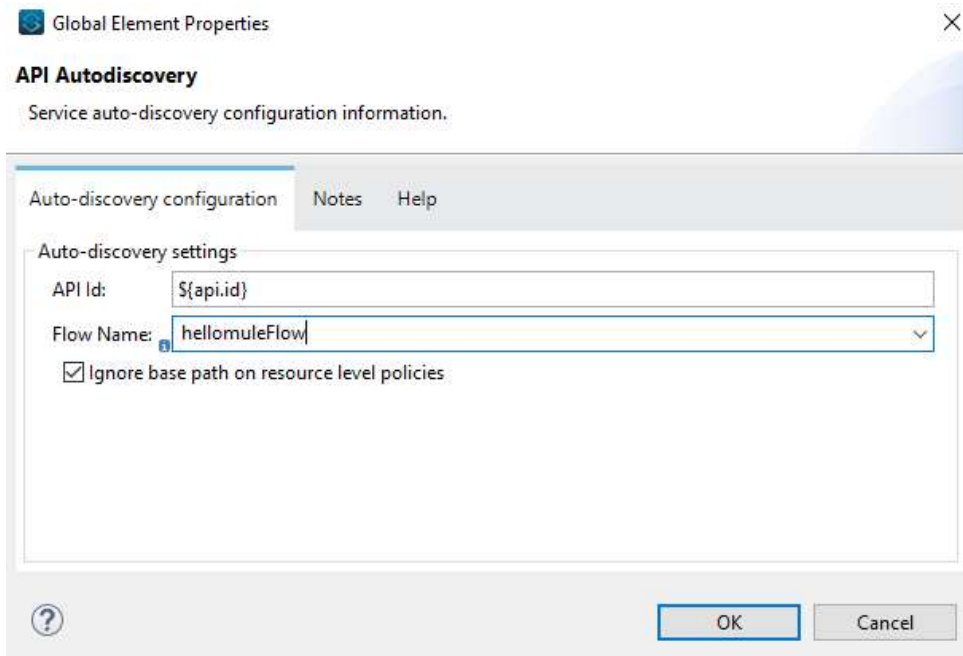 Global Element Properties
API Autodiscovery
Service auto-discovery configuration information.
Auto-discovery configuration Notes Help
Auto-discovery settings
API Id: ${api.id}
Flow Name: hellomuleFlow
Ignore base path on resource level policies
? OK Cancel